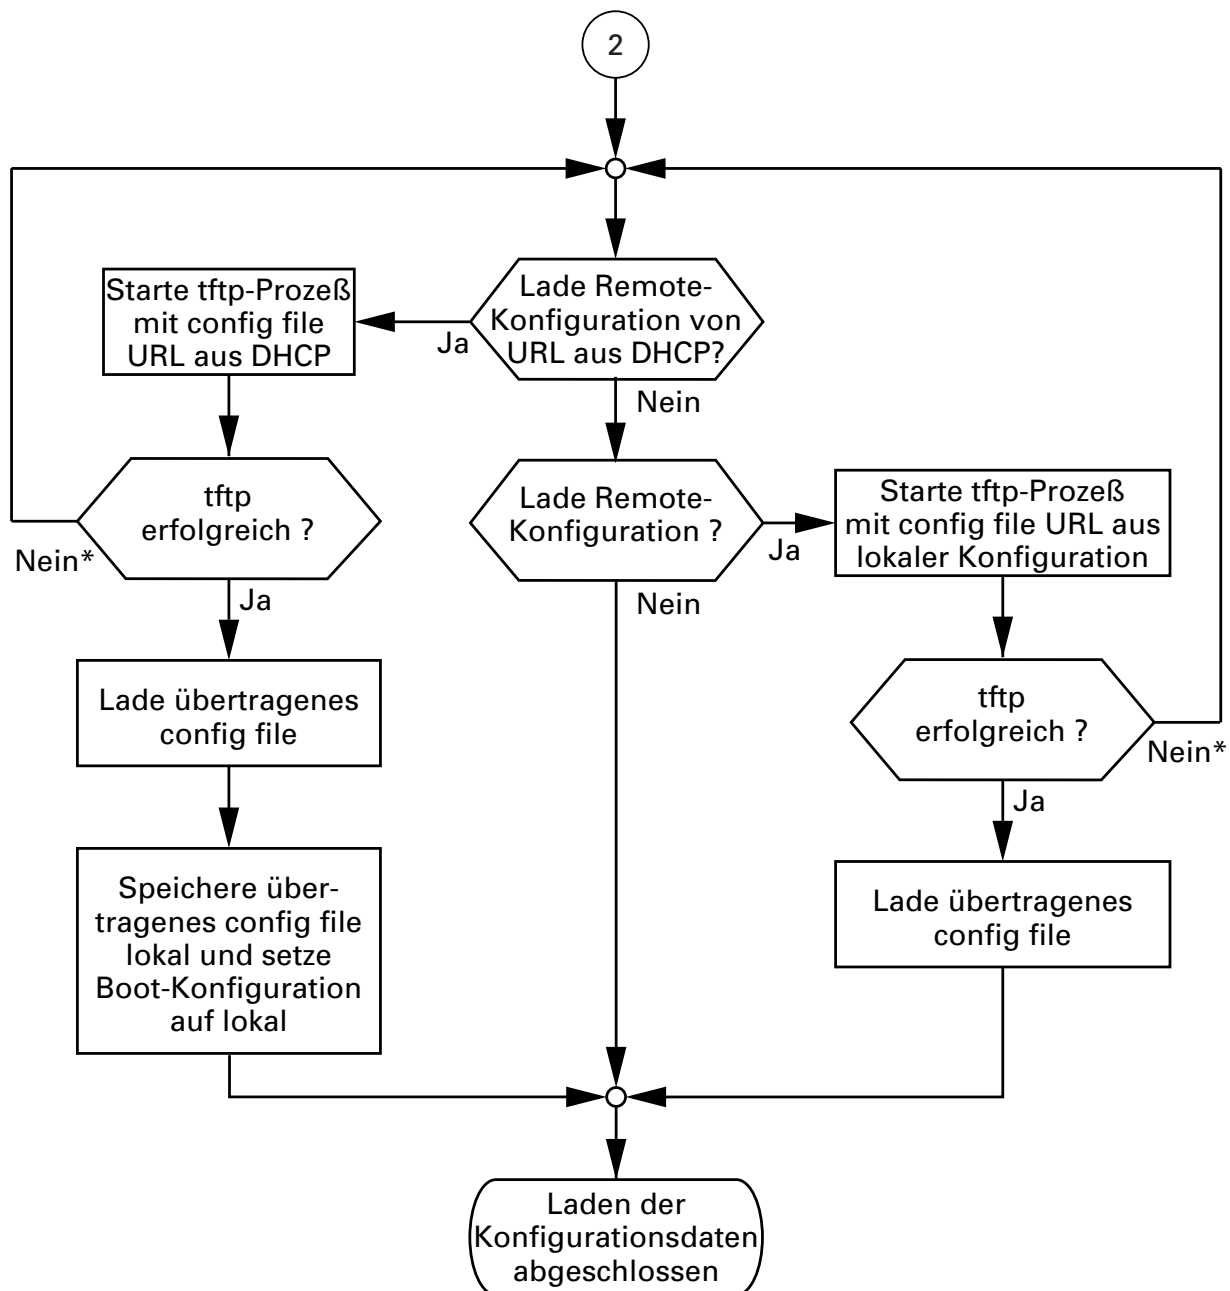 2
Lade Remote-
Konfiguration von
URL aus DHCP?
Ja
Nein
Starte tftp-Prozeß
mit config file
URL aus DHCP
tftp
erfolgreich ?
Nein*
Ja
Lade übertragenes
config file
Speichere über-
tragenes config file
lokal und setze
Boot-Konfiguration
auf lokal
Lade Remote-
Konfiguration ?
Ja
Nein
Starte tftp-Prozeß
mit config file URL aus
lokaler Konfiguration
tftp
erfolgreich ?
Nein*
Ja
Lade übertragenes
config file
Laden der
Konfigurationsdaten
abgeschlossen